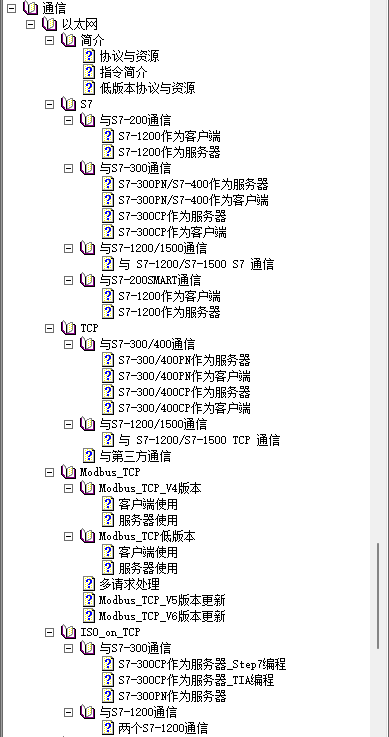 通信
以太网
简介
协议与资源
指令简介
低版本协议与资源
S7
与S7-200通信
S7-1200作为客户端
S7-1200作为服务器
与S7-300通信
S7-300PN/S7-400作为服务器
S7-300PN/S7-400作为客户端
S7-300CP作为服务器
S7-300CP作为客户端
与S7-1200/1500通信
与 S7-1200/S7-1500 S7 通信
与S7-200SMART通信
S7-1200作为客户端
S7-1200作为服务器
TCP
与S7-300/400通信
S7-300/400PN作为服务器
S7-300/400PN作为客户端
S7-300/400CP作为服务器
S7-300/400CP作为客户端
与S7-1200/1500通信
与 S7-1200/S7-1500 TCP 通信
与第三方通信
Modbus_TCP
Modbus_TCP_V4版本
客户端使用
服务器使用
Modbus_TCP低版本
客户端使用
服务器使用
多请求处理
Modbus_TCP_V5版本更新
Modbus_TCP_V6版本更新
ISO_on_TCP
与S7-300通信
S7-300CP作为服务器_Step7编程
S7-300CP作为服务器_TIA编程
S7-300PN作为服务器
与S7-1200通信
两个S7-1200通信